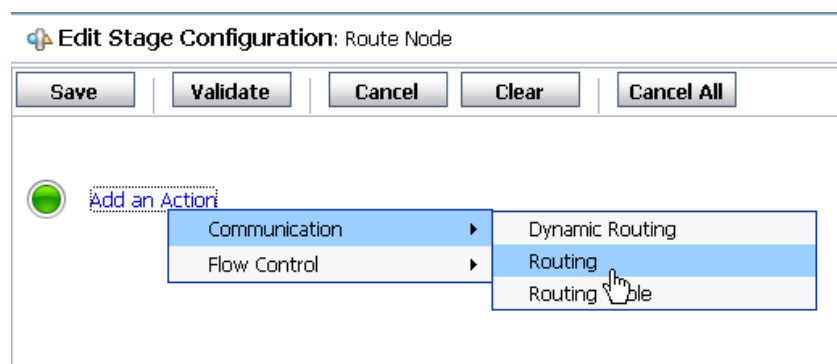 Edit Stage Configuration: Route Node
Save Validate Cancel Clear Cancel All
Add an Action
Communication
Flow Control
Dynamic Routing
Routing
Routing